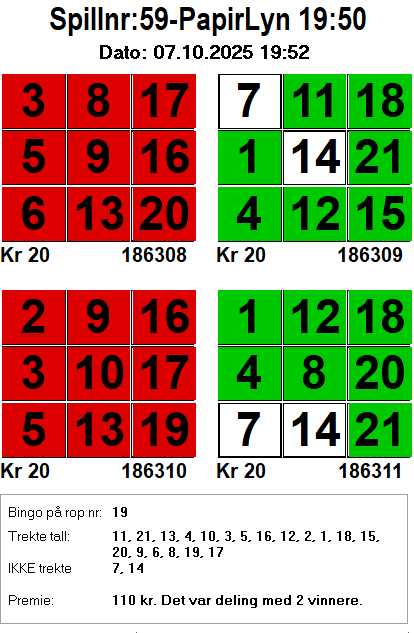 Spillnr:59-PapirLyn 19:50
Dato: 07.10.2025 19:52
3 8 17
5 9 16
6 13 20
Kr 20 186308
7 11 18
1 14 21
4 12 15
Kr 20 186309
2 9 16
3 10 17
5 13 19
Kr 20 186310
1 12 18
4 8 20
7 14 21
Kr 20 186311
Bingo på rop nr: 19
Trekte tall: 11, 21, 13, 4, 10, 3, 5, 16, 12, 2, 1, 18, 15,
20, 9, 6, 8, 19, 17
IKKE trekte 7, 14
Premie: 110 kr. Det var deling med 2 vinnere.